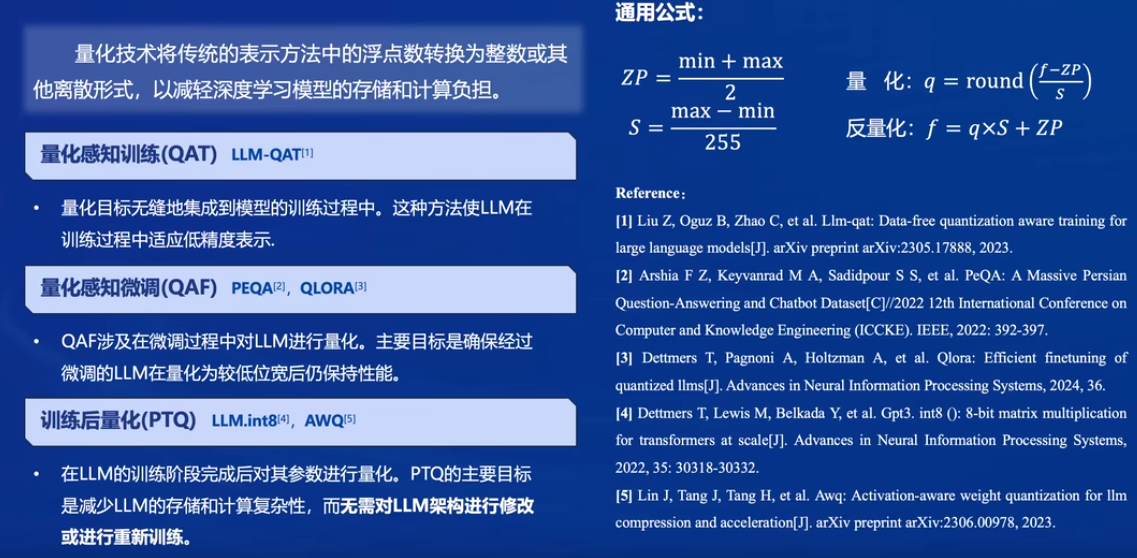 量化技术将传统的表示方法中的浮点数转换为整数或其
他离散形式，以减轻深度学习模型的存储和计算负担。
量化感知训练(QAT) LLM-QAT[1]
• 量化目标无缝地集成到模型的训练过程中。这种方法使LLM在
训练过程中适应低精度表示.
量化感知微调(QAF) PEQA[2]，QLORA[3]
• QAF涉及在微调过程中对LLM进行量化。主要目标是确保经过
微调的LLM在量化为较低位宽后仍保持性能。
训练后量化(PTQ) LLM.int8[4]，AWQ[5]
• 在LLM的训练阶段完成后对其参数进行量化。PTQ的主要目标
是减少LLM的存储和计算复杂性，而无需对LLM架构进行修改
或进行重新训练。
通用公式：
ZP = (min + max)/2
S = (max − min)/255
量 化：q = round((f−ZP)/S)
反量化：f = q×S + ZP
Reference：
[1] Liu Z, Oguz B, Zhao C, et al. Llm-qat: Data-free quantization aware training for
large language models[J]. arXiv preprint arXiv:2305.17888, 2023.
[2] Arshia F Z, Keyvanrad M A, Sadidpour S S, et al. PeQA: A Massive Persian
Question-Answering and Chatbot Dataset[C]//2022 12th International Conference on
Computer and Knowledge Engineering (ICCKE). IEEE, 2022: 392-397.
[3] Dettmers T, Pagnoni A, Holtzman A, et al. Qlora: Efficient finetuning of
quantized llms[J]. Advances in Neural Information Processing Systems, 2024, 36.
[4] Dettmers T, Lewis M, Belkada Y, et al. Gpt3. int8 (): 8-bit matrix multiplication
for transformers at scale[J]. Advances in Neural Information Processing Systems,
2022, 35: 30318-30332.
[5] Lin J, Tang J, Tang H, et al. Awq: Activation-aware weight quantization for llm
compression and acceleration[J]. arXiv preprint arXiv:2306.00978, 2023.